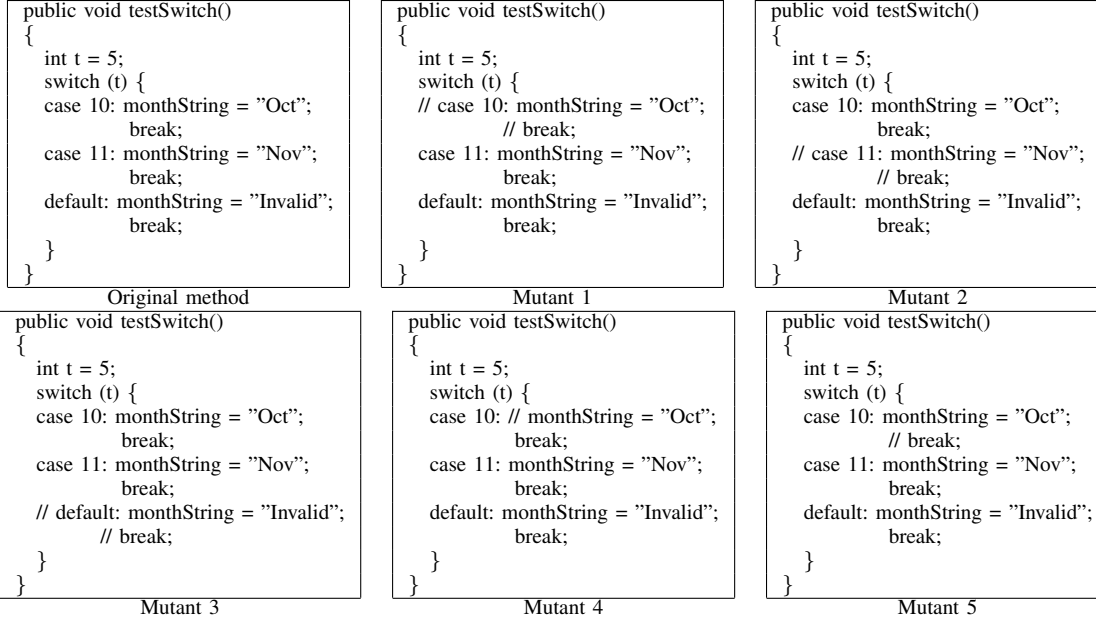 public void testSwitch()
{
int t = 5;
switch (t) {
case 10: monthString = ”Oct”;
break;
case 11: monthString = ”Nov”;
break;
default: monthString = ”Invalid”;
break;
}
}
Original method
public void testSwitch()
{
int t = 5;
switch (t) {
// case 10: monthString = ”Oct”;
// break;
case 11: monthString = ”Nov”;
break;
default: monthString = ”Invalid”;
break;
}
}
Mutant 1
public void testSwitch()
{
int t = 5;
switch (t) {
case 10: monthString = ”Oct”;
break;
// case 11: monthString = ”Nov”;
// break;
default: monthString = ”Invalid”;
break;
}
}
Mutant 2
public void testSwitch()
{
int t = 5;
switch (t) {
case 10: monthString = ”Oct”;
break;
case 11: monthString = ”Nov”;
break;
// default: monthString = ”Invalid”;
// break;
}
}
Mutant 3
public void testSwitch()
{
int t = 5;
switch (t) {
case 10: // monthString = ”Oct”;
break;
case 11: monthString = ”Nov”;
break;
default: monthString = ”Invalid”;
break;
}
}
Mutant 4
public void testSwitch()
{
int t = 5;
switch (t) {
case 10: monthString = ”Oct”;
// break;
case 11: monthString = ”Nov”;
break;
default: monthString = ”Invalid”;
break;
}
}
Mutant 5